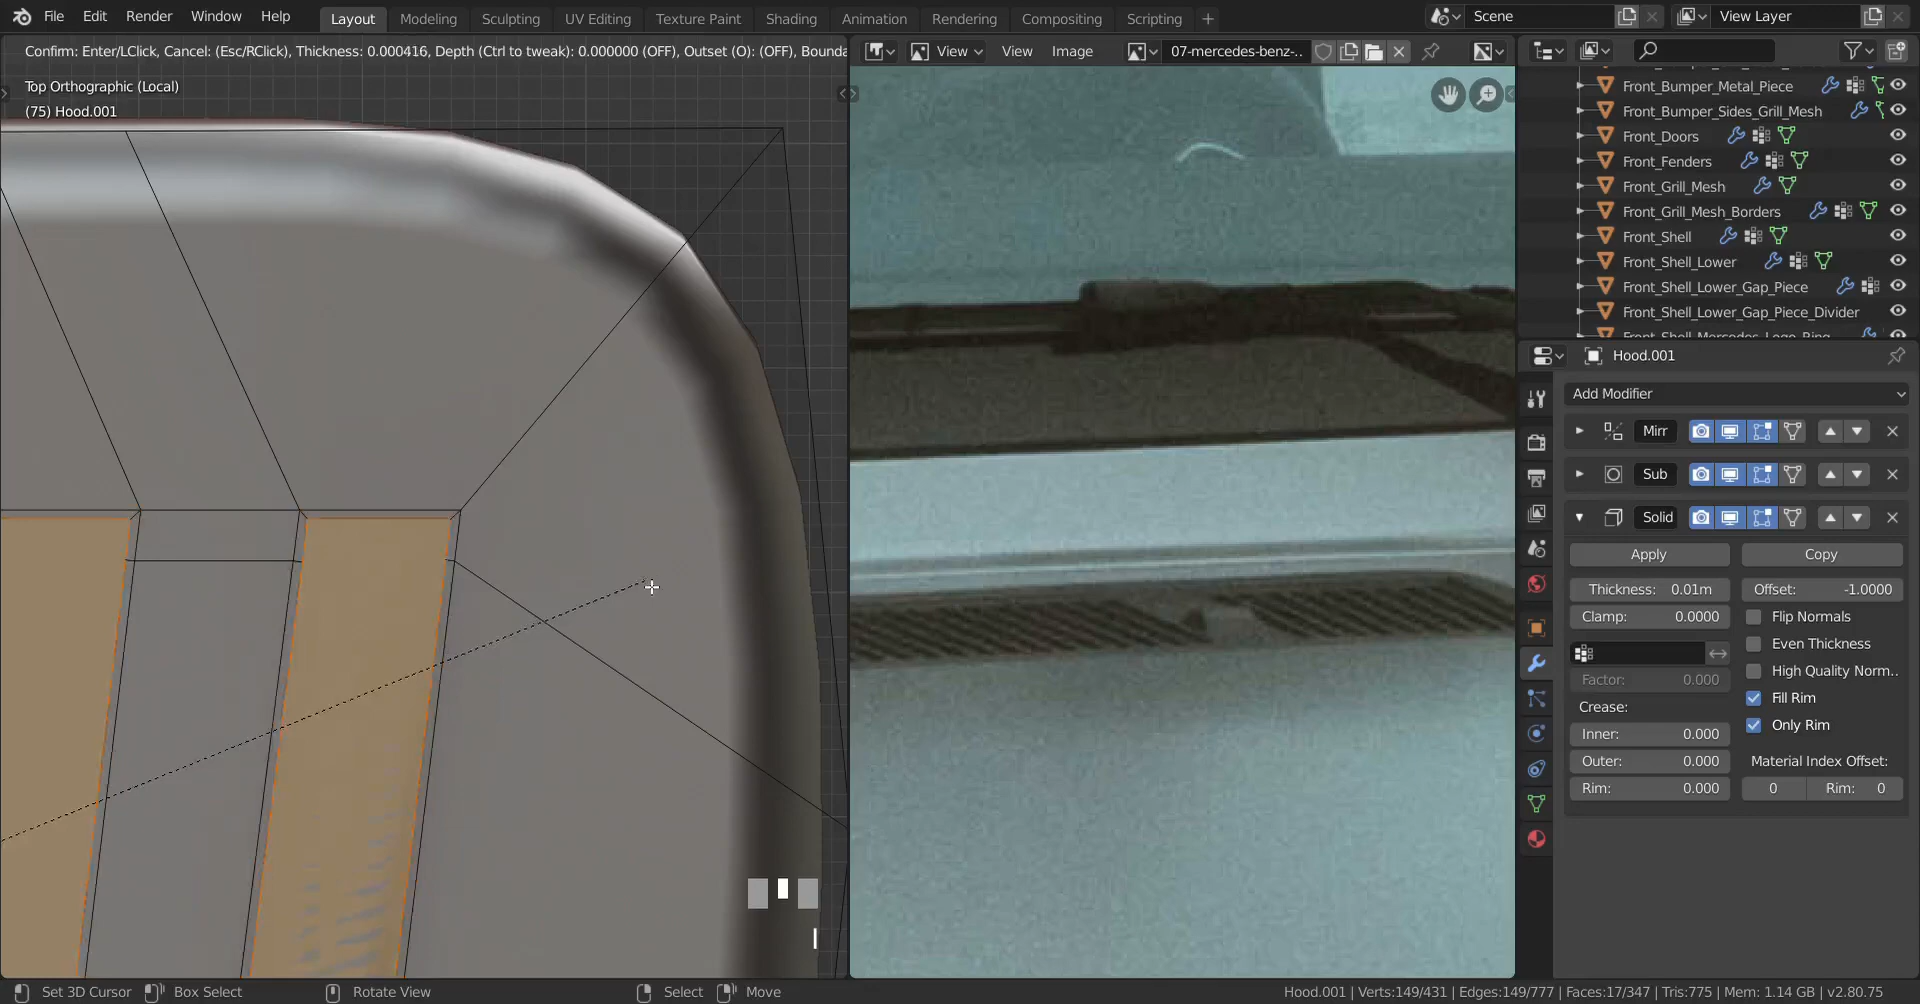 File Edit Render Window Help Layout Modeling Sculpting UV Editing Texture Paint Shading Animation Rendering Compositing Scripting + Scene View Layer
Confirm: Enter/LClick, Cancel: (Esc/RClick), Thickness: 0.000416, Depth (Ctrl to tweak): 0.000000 (OFF), Outset (O): (OFF), Bounda
View View Image 07-mercedes-benz-..
Top Orthographic (Local)
(75) Hood.001
Front_Bumper_Metal_Piece
Front_Bumper_Sides_Grill_Mesh
Front_Doors
Front_Fenders
Front_Grill_Mesh
Front_Grill_Mesh_Borders
Front_Shell
Front_Shell_Lower
Front_Shell_Lower_Gap_Piece
Front_Shell_Lower_Gap_Piece_Divider
Front_Shell_Mercedes_Logo_Ring
Hood.001
Add Modifier
Mirr
Sub
Solid
Apply Copy
Thickness: 0.01m Offset: -1.0000
Clamp: 0.0000 Flip Normals
Even Thickness
Factor: 0.000 High Quality Norm..
Crease: Fill Rim
Inner: 0.000 Only Rim
Outer: 0.000 Material Index Offset:
Rim: 0.000 0 Rim: 0
I
Set 3D Cursor Box Select Rotate View Select Move Hood.001 | Verts:149/431 | Edges:149/777 | Faces:17/347 | Tris:775 | Mem: 1.14 GB | v2.80.75